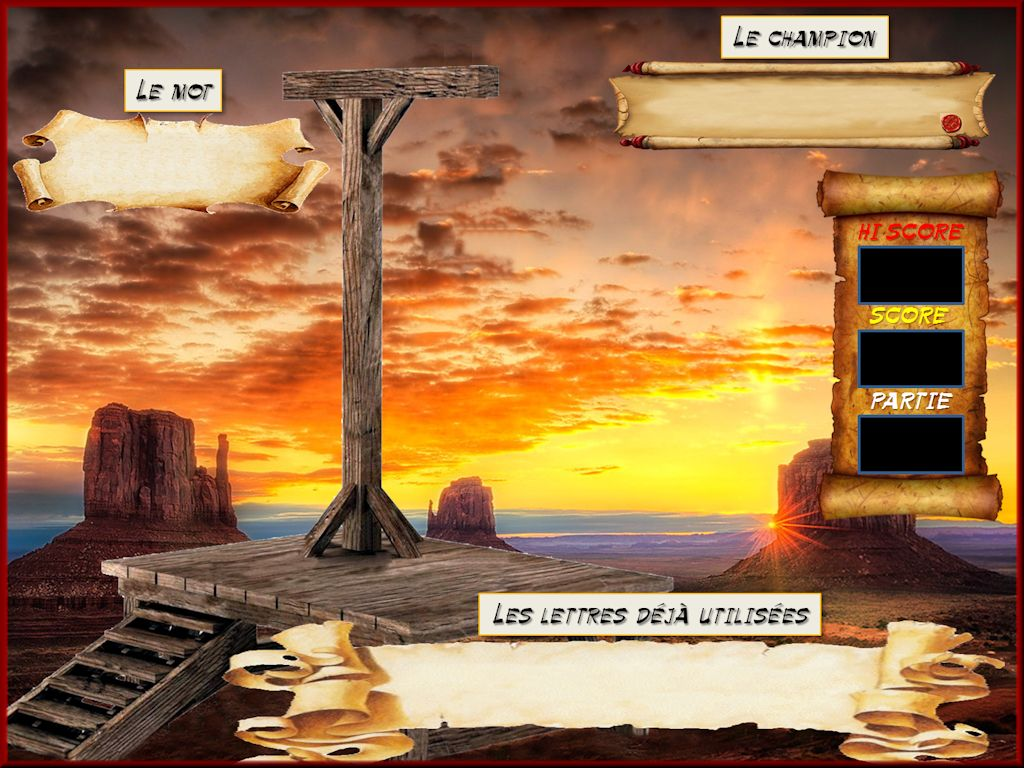 Le champion
Le mot
HI-SCORE
SCORE
PARTIE
Les lettres déjà utilisées